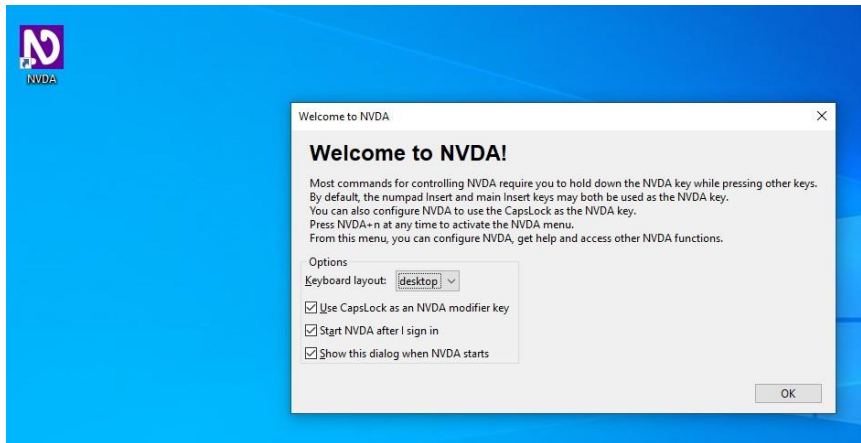 NVDA
Welcome to NVDA
Welcome to NVDA!
Most commands for controlling NVDA require you to hold down the NVDA key while pressing other keys.
By default, the numpad Insert and main Insert keys may both be used as the NVDA key.
You can also configure NVDA to use the CapsLock as the NVDA key.
Press NVDA+n at any time to activate the NVDA menu.
From this menu, you can configure NVDA, get help and access other NVDA functions.
Options
Keyboard layout: desktop
Use CapsLock as an NVDA modifier key
Start NVDA after I sign in
Show this dialog when NVDA starts
OK